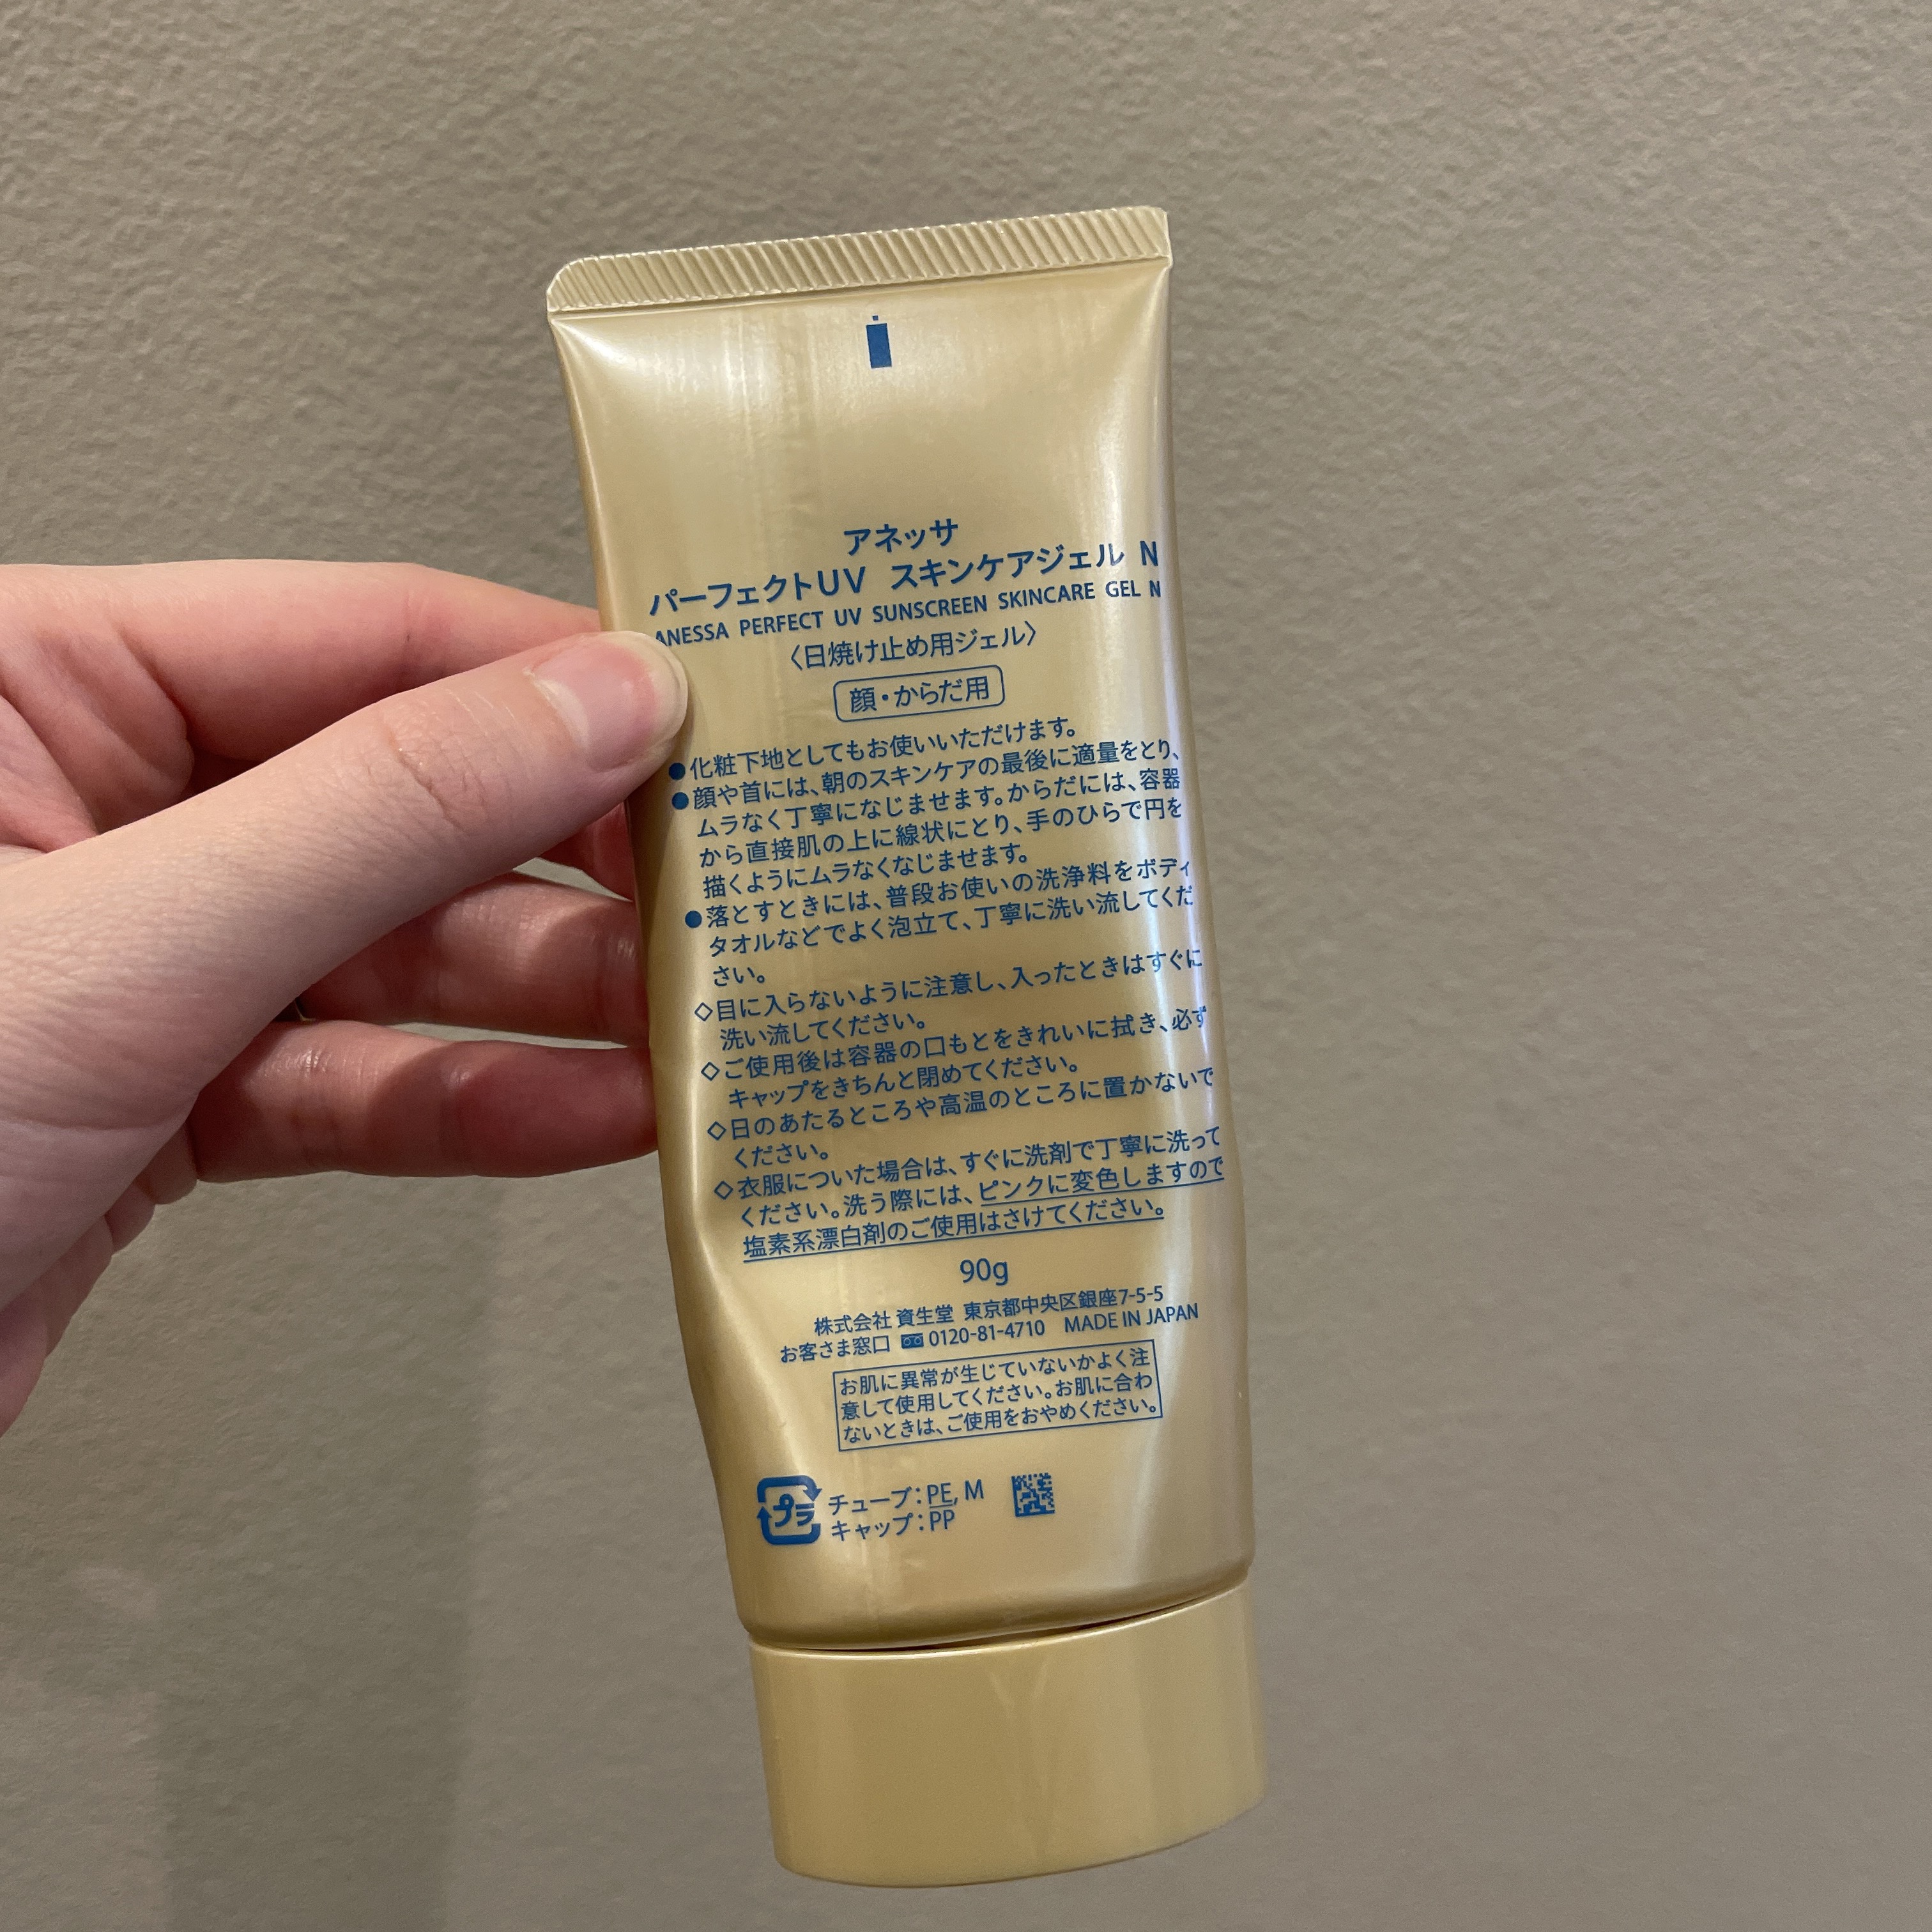 アネッサ
パーフェクトUV スキンケアジェル N
ANESSA PERFECT UV SUNSCREEN SKINCARE GEL N
〈日焼け止め用ジェル〉
顔・からだ用
●化粧下地としてもお使いいただけます。
●顔や首には、朝のスキンケアの最後に適量をとり、
ムラなく丁寧になじませます。からだには、容器
から直接肌の上に線状にとり、手のひらで円を
描くようにムラなくなじませます。
●落とすときには、普段お使いの洗浄料をボディ
タオルなどでよく泡立て、丁寧に洗い流してくだ
さい。
◇目に入らないように注意し、入ったときはすぐに
洗い流してください。
◇ご使用後は容器の口もとをきれいに拭き、必ず
キャップをきちんと閉めてください。
◇日のあたるところや高温のところに置かないで
ください。
◇衣服についた場合は、すぐに洗剤で丁寧に洗って
ください。洗う際には、ピンクに変色しますので
塩素系漂白剤のご使用はさけてください。
90g
株式会社 資生堂 東京都中央区銀座7-5-5
お客さま窓口 0120-81-4710 MADE IN JAPAN
お肌に異常が生じていないかよく注
意して使用してください。お肌に合わ
ないときは、ご使用をおやめください。
プラ チューブ：PE, M
キャップ：PP